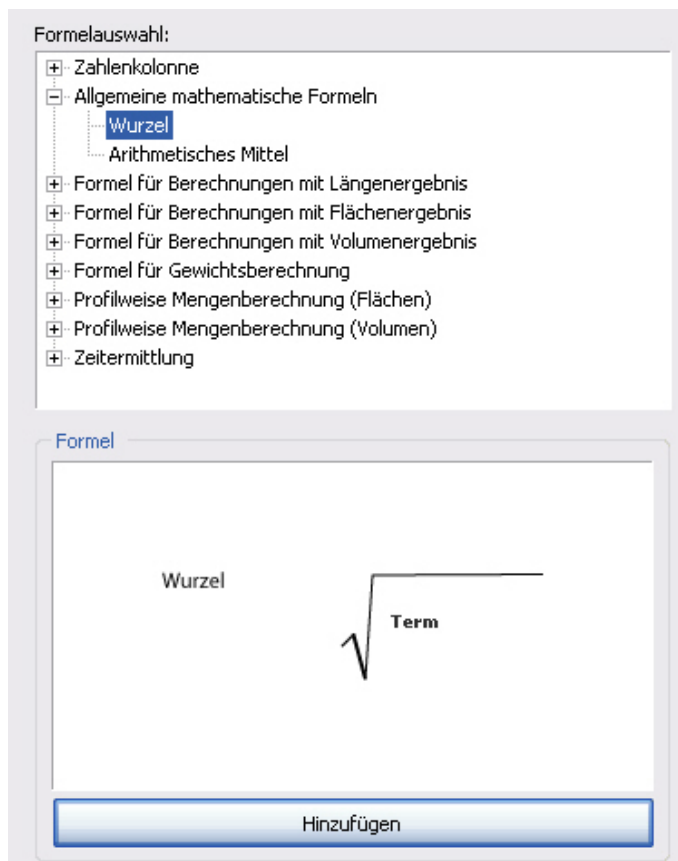 Formelauswahl:
Zahlenkolonne
Allgemeine mathematische Formeln
Wurzel
Arithmetisches Mittel
Formel für Berechnungen mit Längenergebnis
Formel für Berechnungen mit Flächenergebnis
Formel für Berechnungen mit Volumenergebnis
Formel für Gewichtsberechnung
Profilweise Mengenberechnung (Flächen)
Profilweise Mengenberechnung (Volumen)
Zeitermittlung
Formel
Wurzel
Term
Hinzufügen